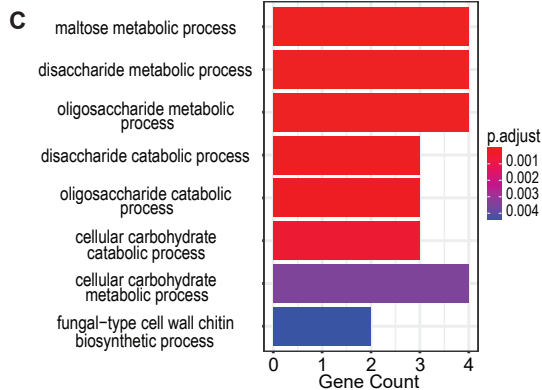 C
maltose metabolic process
disaccharide metabolic process
oligosaccharide metabolic
process
disaccharide catabolic process
oligosaccharide catabolic
process
cellular carbohydrate
catabolic process
cellular carbohydrate
metabolic process
fungal−type cell wall chitin
biosynthetic process
0 1 2 3 4
Gene Count
p.adjust
0.001
0.002
0.003
0.004